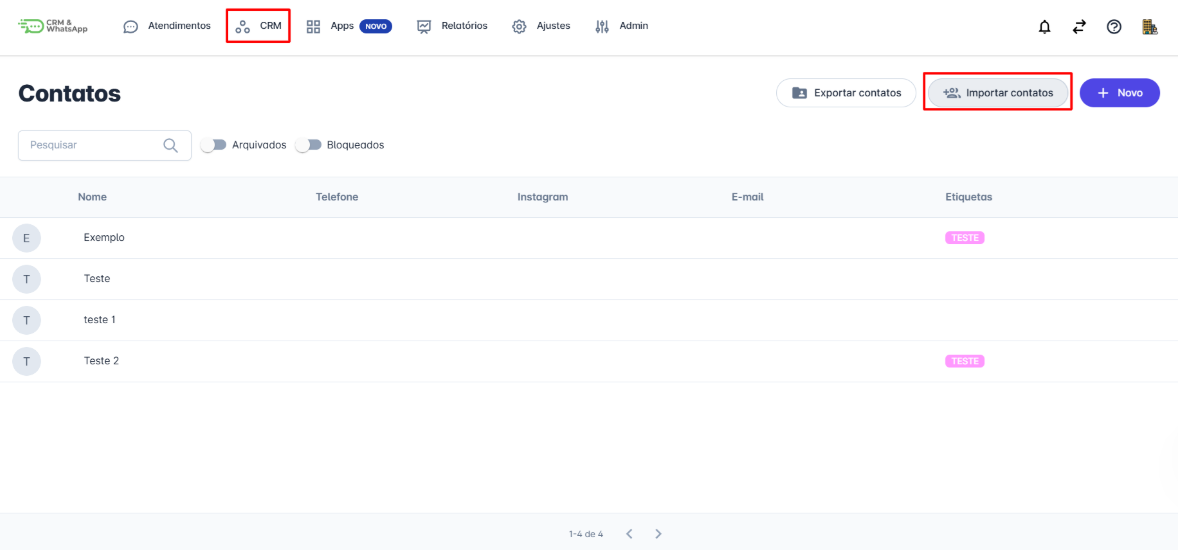 CRM &
WhatsApp
Atendimentos
CRM
Apps NOVO
Relatórios
Ajustes
Admin
Contatos
Exportar contatos
Importar contatos
+ Novo
Pesquisar
Arquivados
Bloqueados
Nome Telefone Instagram E-mail Etiquetas
E Exemplo TESTE
T Teste
T teste 1
T Teste 2 TESTE
1-4 de 4